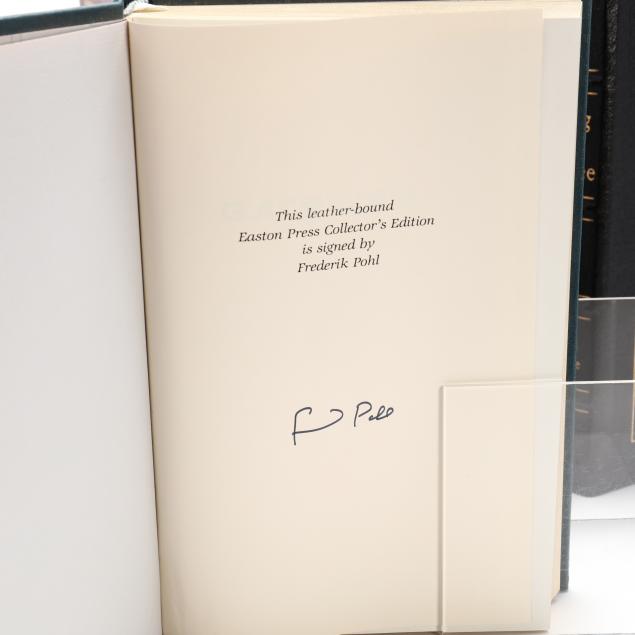 This leather-bound
Easton Press Collector's Edition
is signed by
Frederik Pohl